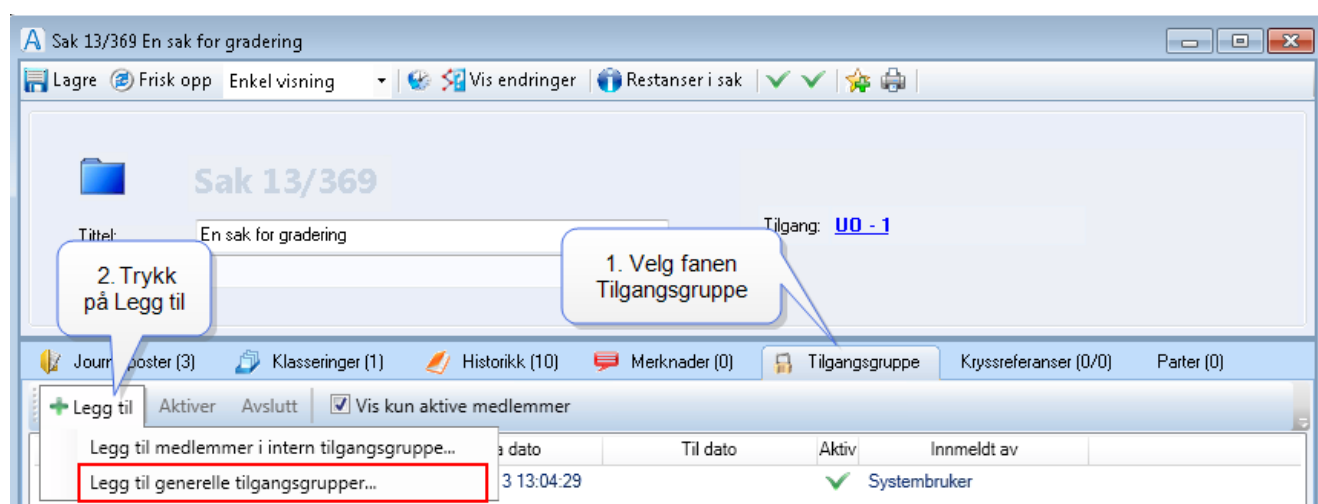 Sak 13/369 En sak for gradering
Lagre Frisk opp Enkel visning Vis endringer Restanser i sak
Sak 13/369
Tittel: En sak for gradering
Tilgang: UO - 1
2. Trykk
på Legg til
1. Velg fanen
Tilgangsgruppe
(3) Klasseringer (1) Historikk (10) Merknader (0) Tilgangsgruppe Kryssreferanser (0/0) Parter (0)
Legg til Aktiver Avslutt Vis kun aktive medlemmer
Legg til medlemmer i intern tilgangsgruppe...
Legg til generelle tilgangsgrupper...
dato Til dato Aktiv Innmeldt av
3 13:04:29 Systembruker